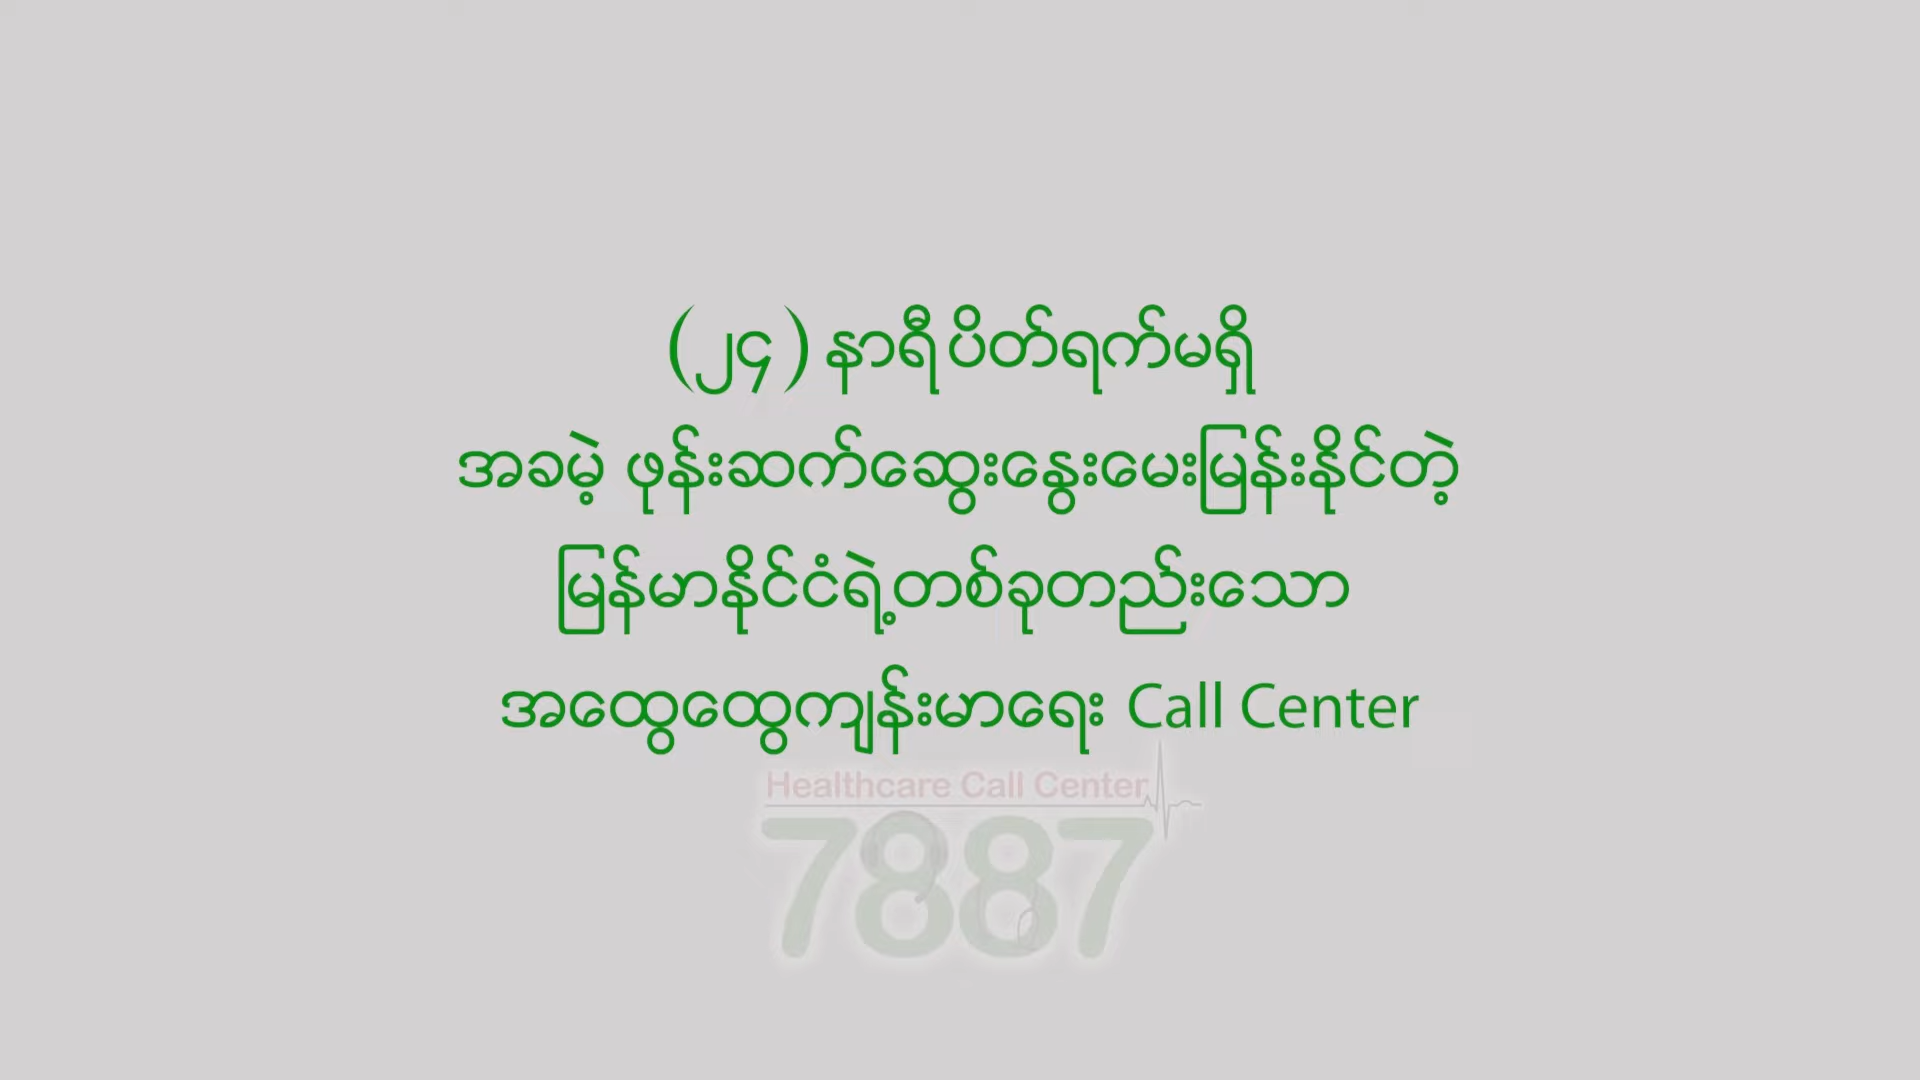 (၂၄) နာရီပိတ်ရက်မရှိ
အခမဲ့ ဖုန်းဆက်ဆွေးနွေးမေးမြန်းနိုင်တဲ့
မြန်မာနိုင်ငံရဲ့တစ်ခုတည်းသော
အထွေထွေကျန်းမာရေး Call Center
Healthcare Call Center
7887